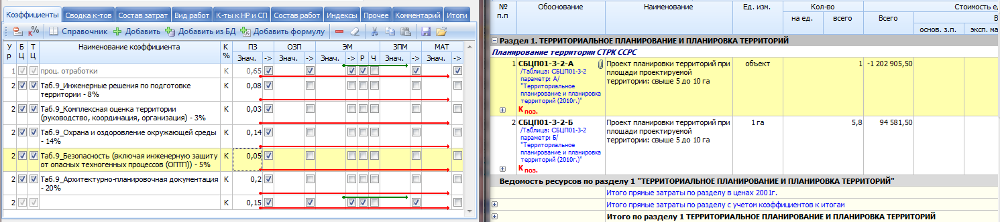 Коэффициенты Сводка к-тов Состав затрат Вид работ К-ты к НР и СП Состав работ Индексы Прочее Комментарий Итоги
К% Справочник Добавить Добавить из БД Добавить формулу
У р Б Ц Т Ц Наименование коэффициента К % ПЗ ОЗП ЭМ ЗПМ МАТ
Знач. -> Знач. -> Знач. -> Р Ч Знач. -> Знач. ->
1 проц. отработки К 0,65
2 Таб.9_Инженерные решения по подготовке К 0,08
территории - 8%
2 Таб.9_Комплексная оценка территории К 0,03
(руководство, координация, организация) - 3%
2 Таб.9_Охрана и оздоровление окружающей среды К 0,14
- 14%
2 Таб.9_Безопасность (включая инженерную защиту К 0,05
от опасных техногенных процессов (ОПТП)) - 5%
2 Таб.9_Архитектурно-планировочная документация К 0,2
- 20%
2 К 0,15
№ п.п Обоснование Наименование Ед. изм. Кол-во Стоимость е
на ед. всего Всего В
основ. з.п. эксп. ма
Раздел 1. ТЕРРИТОРИАЛЬНОЕ ПЛАНИРОВАНИЕ И ПЛАНИРОВКА ТЕРРИТОРИЙ
Планирование территории СТРК ССРС
1 СБЦП01-3-2-А Проект планировки территорий при объект 1 -1 202 905,50
/Таблица: СБЦП01-3-2 площади проектируемой
параметр: А/ территории: свыше 5 до 10 га
"Территориальное
планирование и планировка
территорий (2010г.)"
К поз.
2 СБЦП01-3-2-Б Проект планировки территорий при 1 га 5,8 94 581,50
/Таблица: СБЦП01-3-2 площади проектируемой
параметр: Б/ территории: свыше 5 до 10 га
"Территориальное
планирование и планировка
территорий (2010г.)"
К поз.
Ведомость ресурсов по разделу 1 "ТЕРРИТОРИАЛЬНОЕ ПЛАНИРОВАНИЕ И ПЛАНИРОВКА ТЕРРИТОРИЙ"
Итого прямые затраты по разделу в ценах 2001г.
Итого прямые затраты по разделу с учетом коэффициентов к итогам
Итого по разделу 1 ТЕРРИТОРИАЛЬНОЕ ПЛАНИРОВАНИЕ И ПЛАНИРОВКА ТЕРРИТОРИЙ